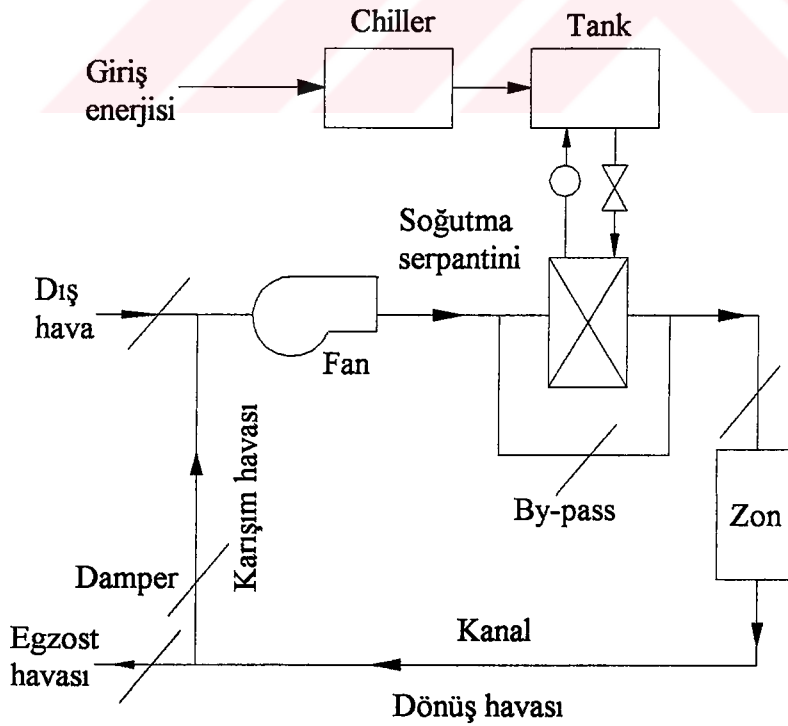 Chiller
Tank
Giriş
enerjisi
Soğutma
serpantini
Dış
hava
Fan
Karışım havası
By-pass
Zon
Damper
Egzost
havası
Kanal
Dönüş havası